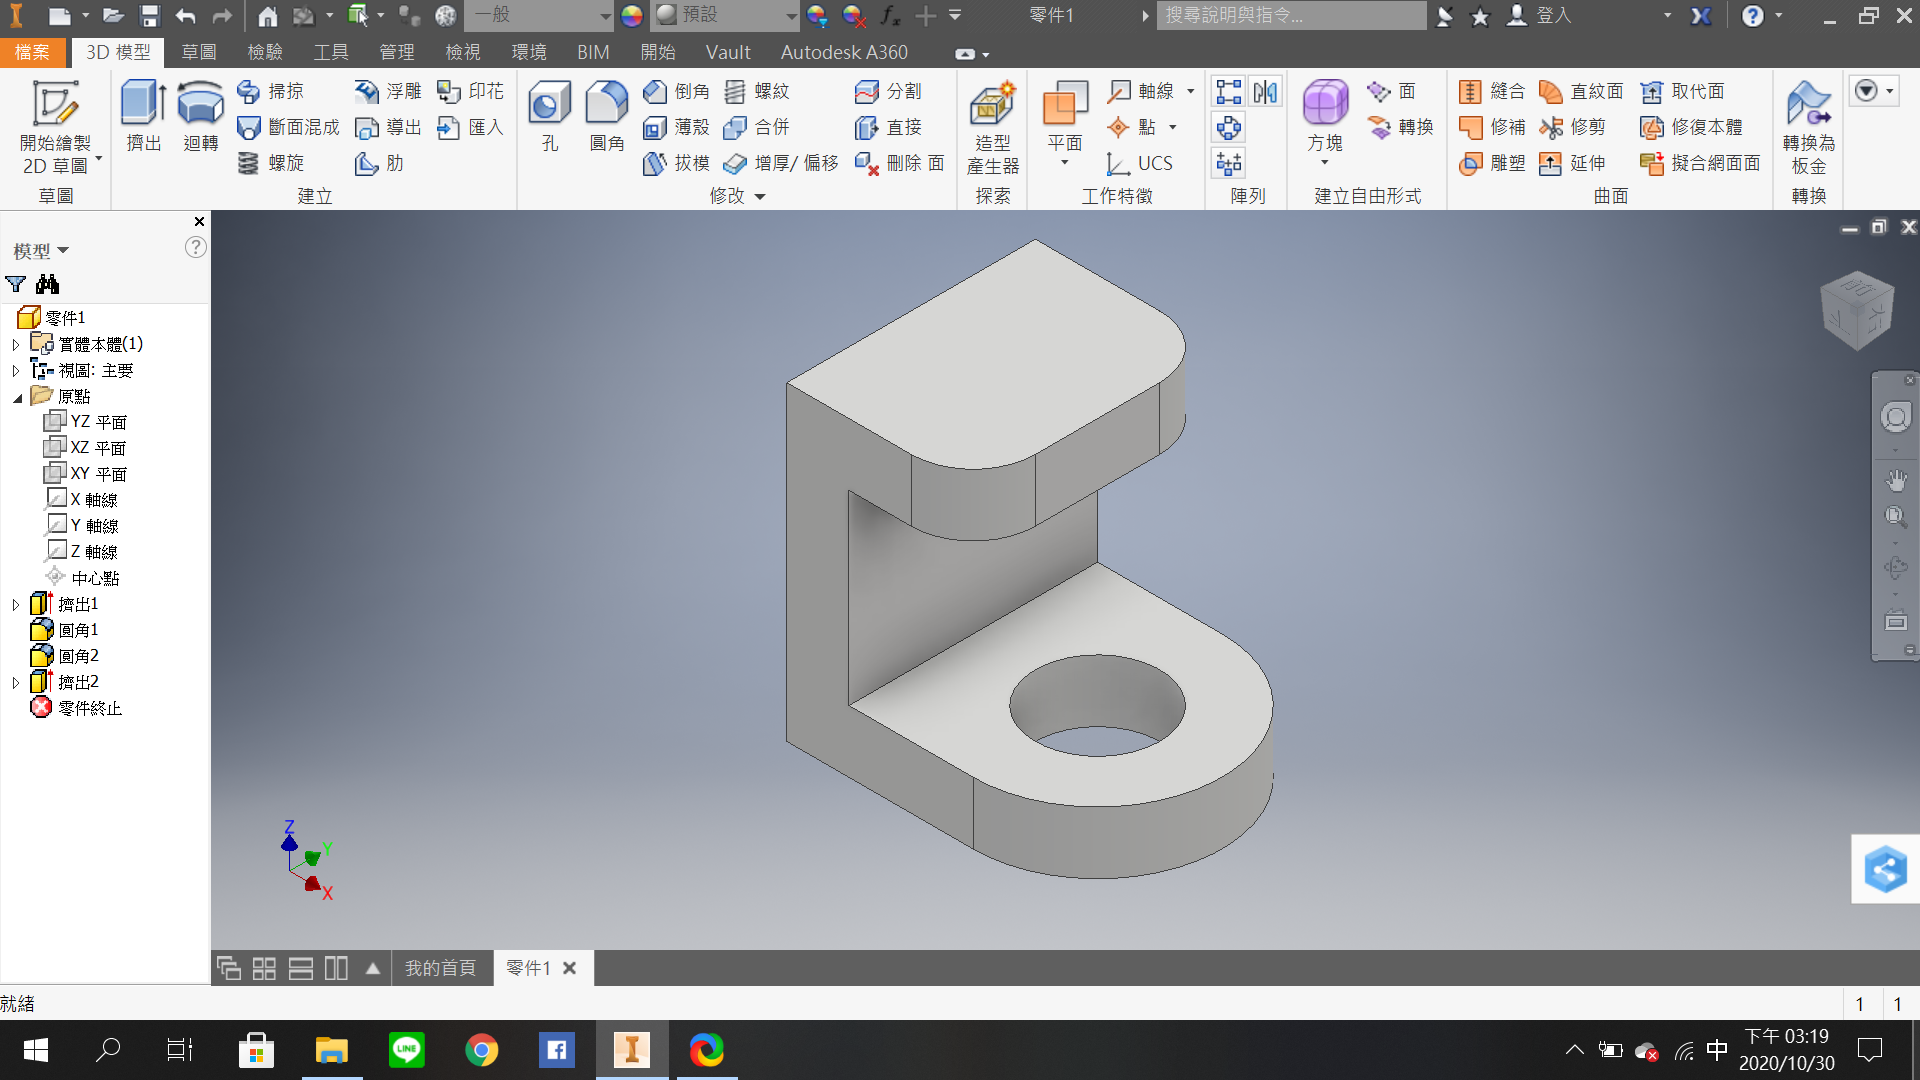 一般
預設
fx
零件1
搜尋說明與指令...
登入
檔案
3D 模型
草圖
檢驗
工具
管理
檢視
環境
BIM
開始
Vault
Autodesk A360
開始繪製
2D 草圖
草圖
擠出
迴轉
掃掠
斷面混成
螺旋
浮雕
導出
肋
印花
匯入
建立
孔
圓角
倒角
薄殼
拔模
螺紋
合併
增厚/ 偏移
分割
直接
刪除 面
修改
造型
產生器
探索
平面
軸線
點
UCS
工作特徵
陣列
方塊
面
轉換
建立自由形式
縫合
修補
雕塑
直紋面
修剪
延伸
取代面
修復本體
擬合網面面
曲面
轉換為
板金
轉換
模型
零件1
實體本體(1)
視圖: 主要
原點
YZ 平面
XZ 平面
XY 平面
X 軸線
Y 軸線
Z 軸線
中心點
擠出1
圓角1
圓角2
擠出2
零件終止
Z
Y
X
我的首頁
零件1
就緒
1
1
LINE
中
下午 03:19
2020/10/30